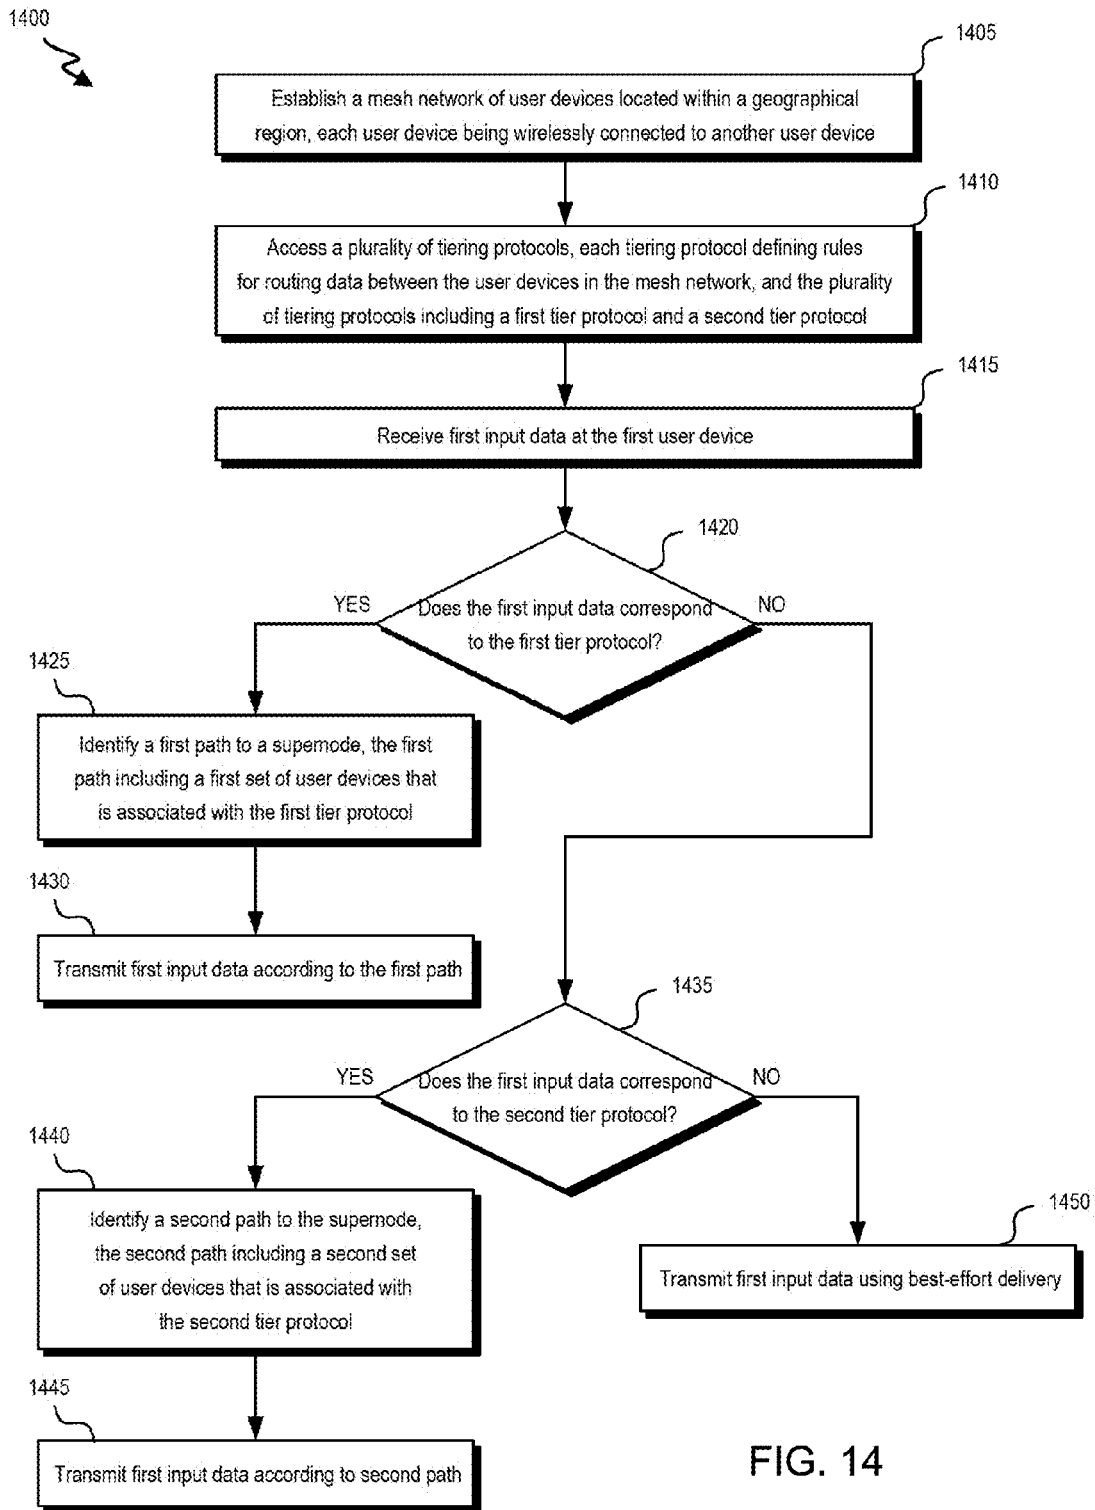 1400
1405
Establish a mesh network of user devices located within a geographical
region, each user device being wirelessly connected to another user device
1410
Access a plurality of tiering protocols, each tiering protocol defining rules
for routing data between the user devices in the mesh network, and the plurality
of tiering protocols including a first tier protocol and a second tier protocol
1415
Receive first input data at the first user device
1420
YES
Does the first input data correspond
to the first tier protocol?
NO
1425
Identify a first path to a supernode, the first
path including a first set of user devices that
is associated with the first tier protocol
1430
Transmit first input data according to the first path
1435
YES
Does the first input data correspond
to the second tier protocol?
NO
1440
Identify a second path to the supernode,
the second path including a second set
of user devices that is associated with
the second tier protocol
1450
Transmit first input data using best-effort delivery
1445
Transmit first input data according to second path
FIG. 14